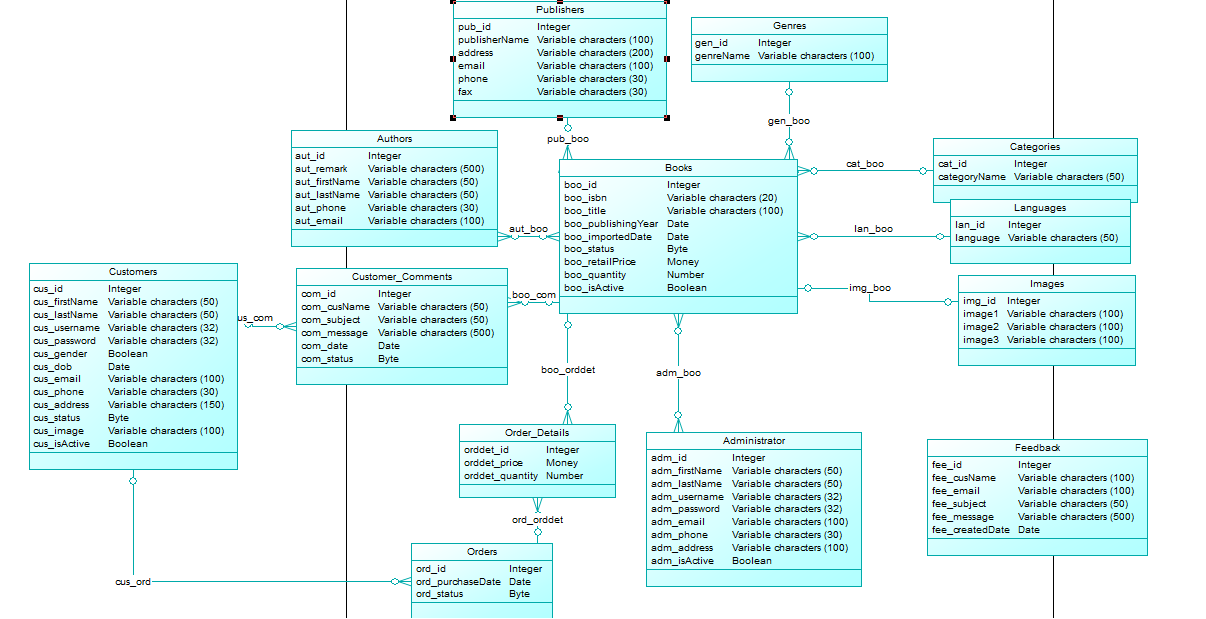 Publishers
pub_id Integer
publisherName Variable characters (100)
address Variable characters (200)
email Variable characters (100)
phone Variable characters (30)
fax Variable characters (30)
Genres
gen_id Integer
genreName Variable characters (100)
gen_boo
pub_boo
Authors
aut_id Integer
aut_remark Variable characters (500)
aut_firstName Variable characters (50)
aut_lastName Variable characters (50)
aut_phone Variable characters (30)
aut_email Variable characters (100)
aut_boo
Books
boo_id Integer
boo_isbn Variable characters (20)
boo_title Variable characters (100)
boo_publishingYear Date
boo_importedDate Date
boo_status Byte
boo_retailPrice Money
boo_quantity Number
boo_isActive Boolean
cat_boo
Categories
cat_id Integer
categoryName Variable characters (50)
lan_boo
Languages
lan_id Integer
language Variable characters (50)
img_boo
Images
img_id Integer
image1 Variable characters (100)
image2 Variable characters (100)
image3 Variable characters (100)
Customers
cus_id Integer
cus_firstName Variable characters (50)
cus_lastName Variable characters (50)
cus_username Variable characters (32)
cus_password Variable characters (32)
cus_gender Boolean
cus_dob Date
cus_email Variable characters (100)
cus_phone Variable characters (30)
cus_address Variable characters (150)
cus_status Byte
cus_image Variable characters (100)
cus_isActive Boolean
us_com
Customer_Comments
com_id Integer
com_cusName Variable characters (50)
com_subject Variable characters (50)
com_message Variable characters (500)
com_date Date
com_status Byte
boo_com
boo_orddet
adm_boo
Order_Details
orddet_id Integer
orddet_price Money
orddet_quantity Number
ord_orddet
Administrator
adm_id Integer
adm_firstName Variable characters (50)
adm_lastName Variable characters (50)
adm_username Variable characters (32)
adm_password Variable characters (32)
adm_email Variable characters (100)
adm_phone Variable characters (30)
adm_address Variable characters (100)
adm_isActive Boolean
Feedback
fee_id Integer
fee_cusName Variable characters (100)
fee_email Variable characters (100)
fee_subject Variable characters (50)
fee_message Variable characters (500)
fee_createdDate Date
cus_ord
Orders
ord_id Integer
ord_purchaseDate Date
ord_status Byte